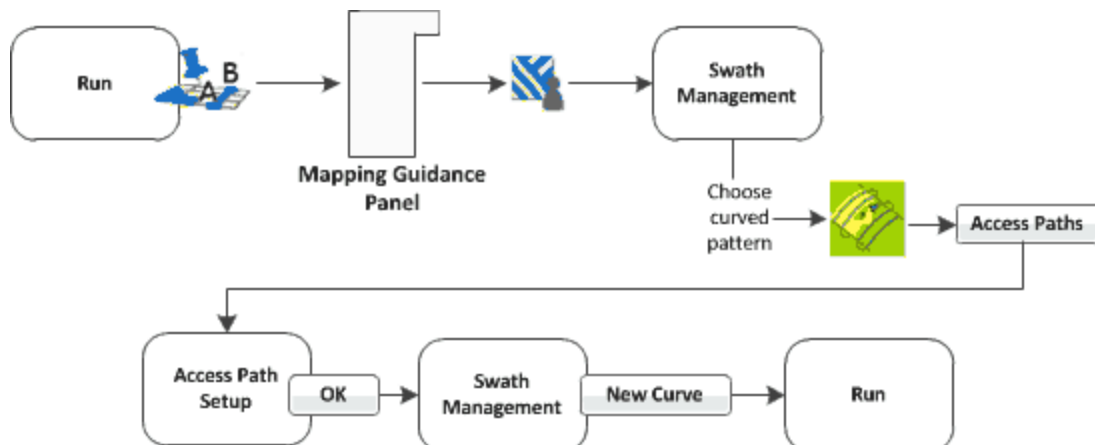 Run
A B
Mapping Guidance
Panel
Swath
Management
Choose
curved
pattern
Access Paths
Access Path
Setup
OK
Swath
Management
New Curve
Run